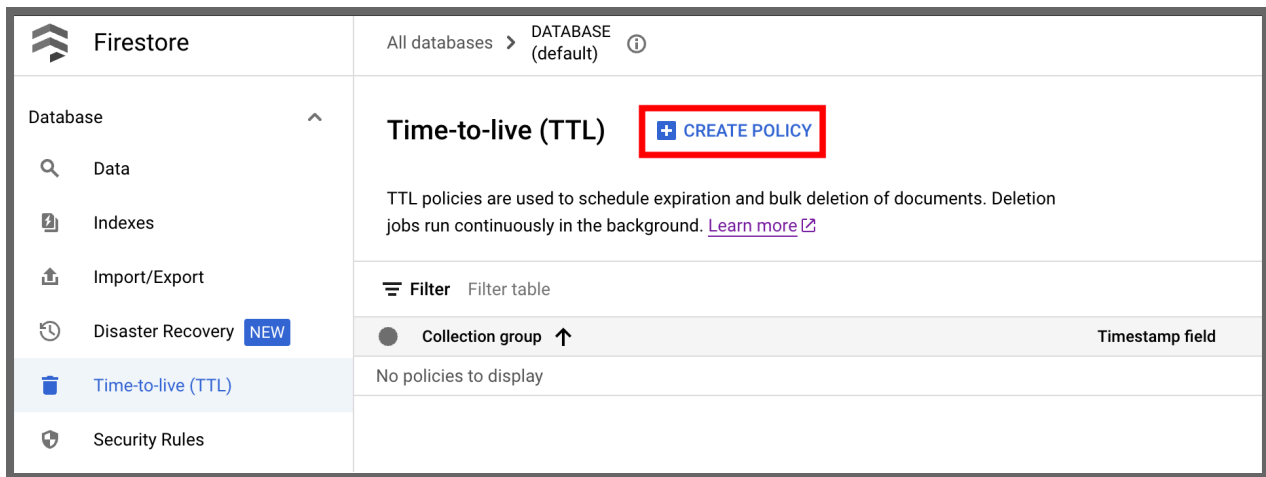 Firestore
All databases
DATABASE
(default)
Database
Data
Indexes
Import/Export
Disaster Recovery NEW
Time-to-live (TTL)
Security Rules
Time-to-live (TTL)
CREATE POLICY
TTL policies are used to schedule expiration and bulk deletion of documents. Deletion
jobs run continuously in the background. Learn more
Filter Filter table
Collection group Timestamp field
No policies to display